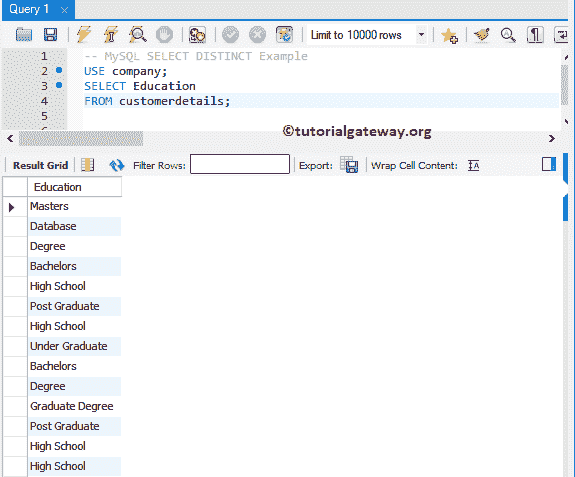 Query 1
Limit to 10000 rows
1 -- MySQL SELECT DISTINCT Example
2 USE company;
3 SELECT Education
4 FROM customerdetails;
5
©tutorialgateway.org
Result Grid Filter Rows: Export: Wrap Cell Content: IA
Education
Masters
Database
Degree
Bachelors
High School
Post Graduate
High School
Under Graduate
Bachelors
Degree
Graduate Degree
Post Graduate
High School
High School